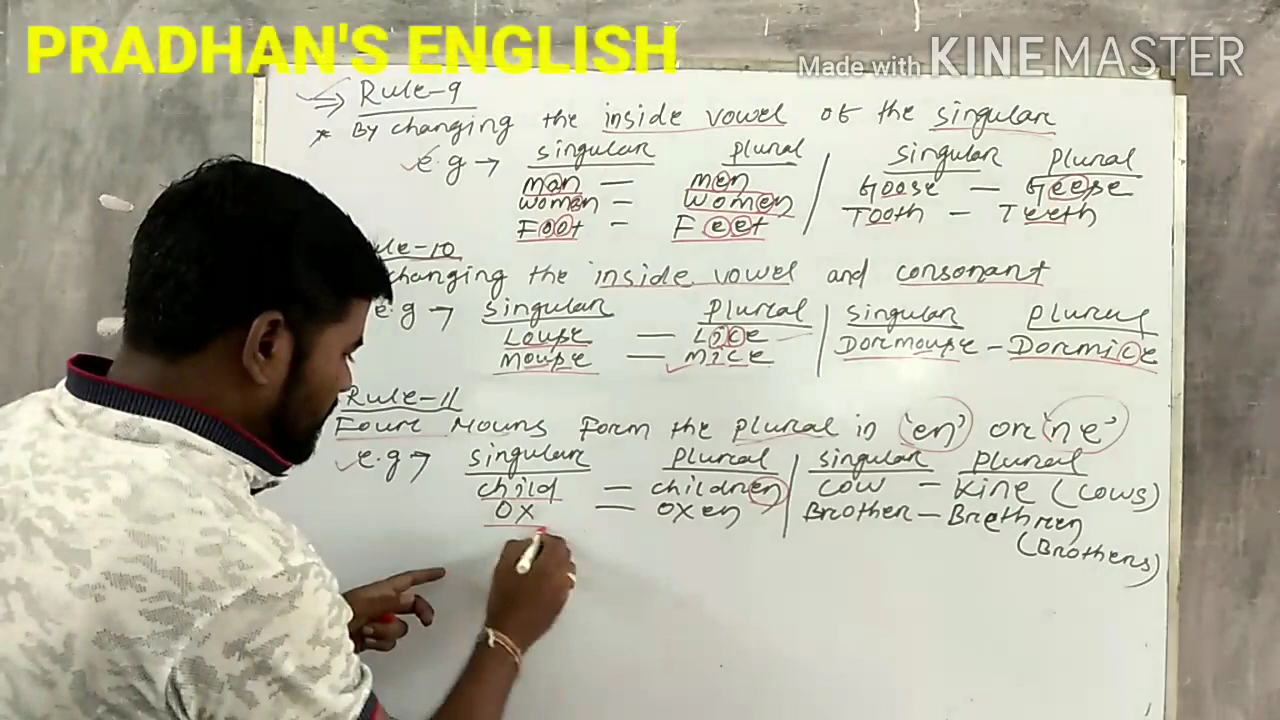 PRADHAN'S ENGLISH
Made with KINEMASTER
Rule-9
* By changing the inside vowel of the singular
e.g → singular plural / singular plural
man — men / Goose — Geese
woman — women / Tooth — Teeth
Foot — Feet
le-10
changing the inside vowel and consonant
e.g → singular plural | singular plural
Louse — Lice | Dormouse — Dormice
Mouse — Mice
Rule-11
Four Nouns Form the plural in 'en' or 'ne'
e.g → singular plural | singular plural
child = children | cow — Kine (cows)
OX = OXen | Brother — Brethren
(Brothers)